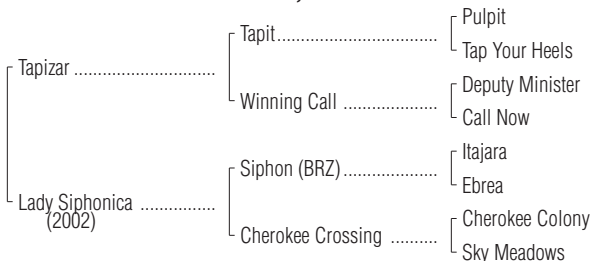 Pulpit
Tapit..................................
Tap Your Heels
Tapizar ..............................
Deputy Minister
Winning Call ....................
Call Now
Itajara
Siphon (BRZ)....................
Ebrea
Lady Siphonica ................
(2002)
Cherokee Colony
Cherokee Crossing ..........
Sky Meadows